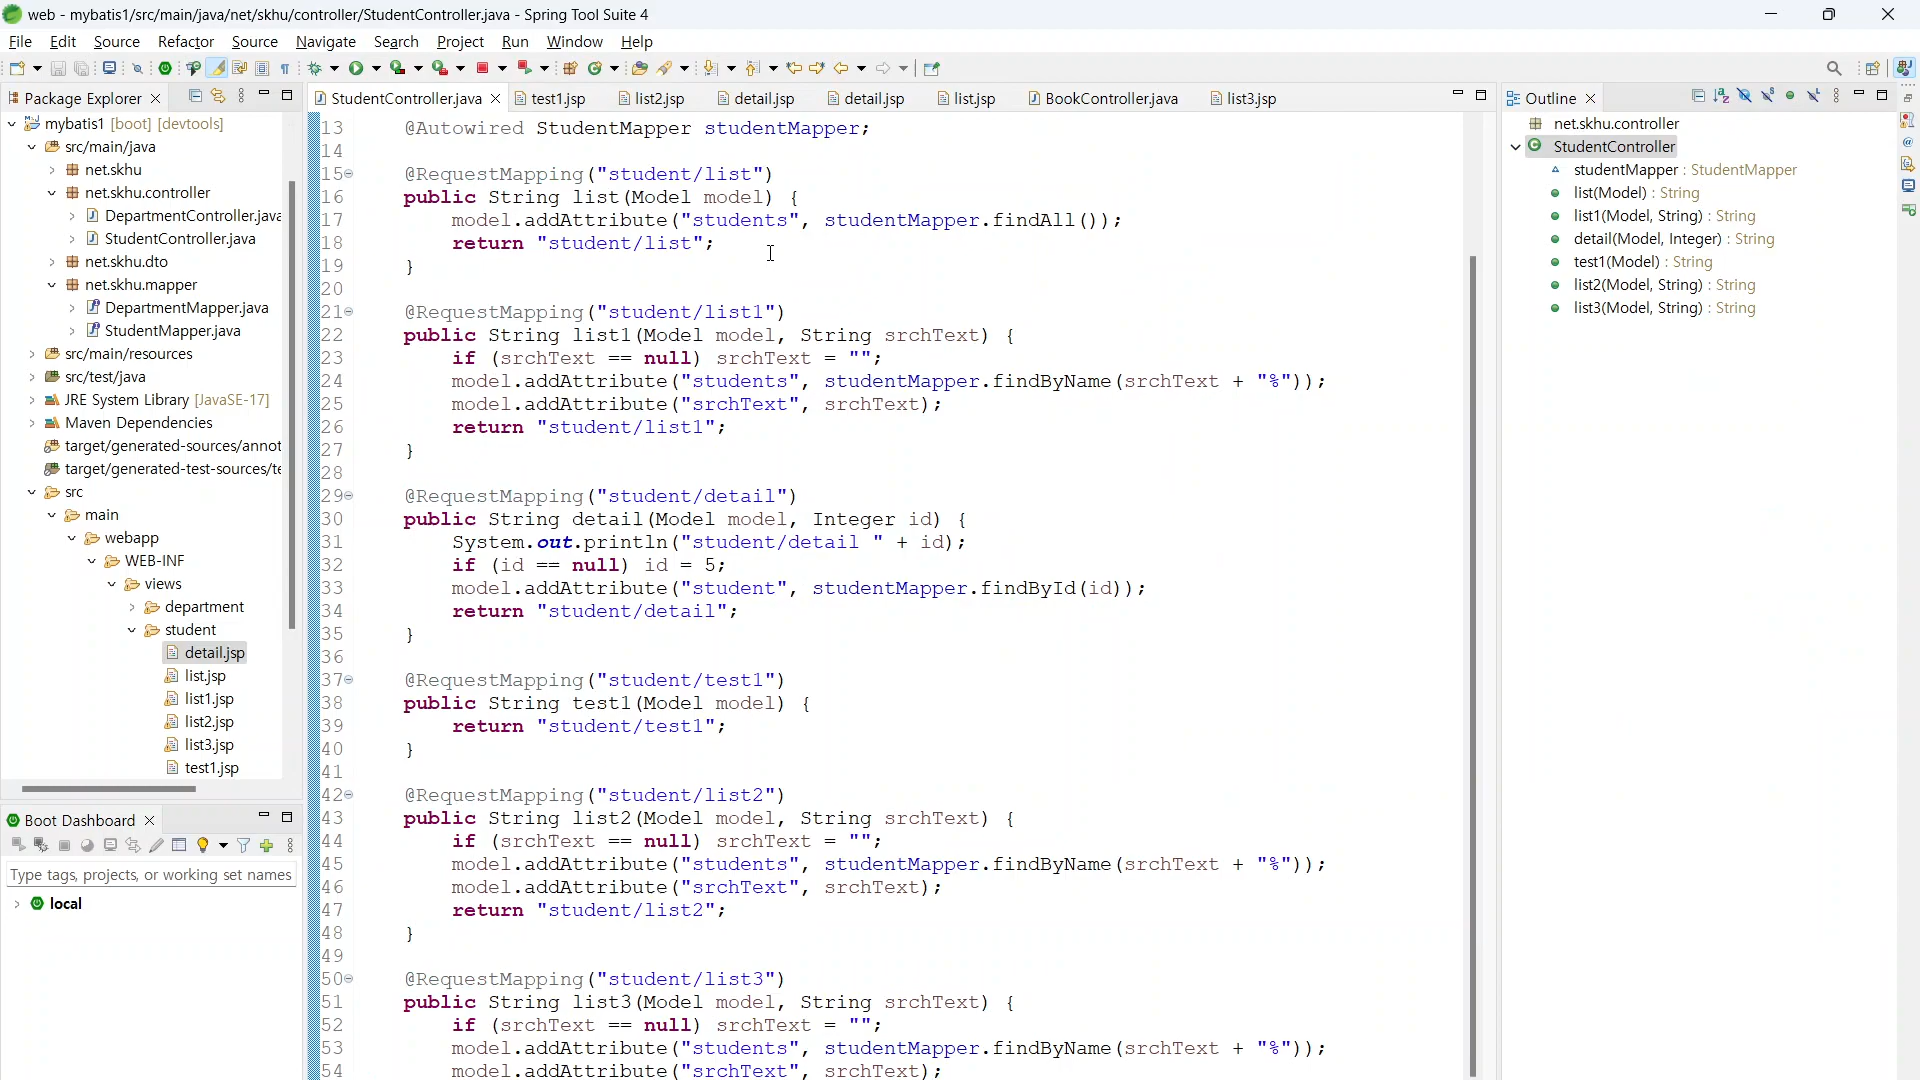 web - mybatis1/src/main/java/net/skhu/controller/StudentController.java - Spring Tool Suite 4
File Edit Source Refactor Source Navigate Search Project Run Window Help
Package Explorer
mybatis1 [boot] [devtools]
src/main/java
net.skhu
net.skhu.controller
DepartmentController.java
StudentController.java
net.skhu.dto
net.skhu.mapper
DepartmentMapper.java
StudentMapper.java
src/main/resources
src/test/java
JRE System Library [JavaSE-17]
Maven Dependencies
target/generated-sources/annot
target/generated-test-sources/te
src
main
webapp
WEB-INF
views
department
student
detail.jsp
list.jsp
list1.jsp
list2.jsp
list3.jsp
test1.jsp
Boot Dashboard
Type tags, projects, or working set names
local
StudentController.java test1.jsp list2.jsp detail.jsp detail.jsp list.jsp BookController.java list3.jsp
13 @Autowired StudentMapper studentMapper;
14
15 @RequestMapping("student/list")
16 public String list(Model model) {
17 model.addAttribute("students", studentMapper.findAll());
18 return "student/list";
19 }
20
21 @RequestMapping("student/list1")
22 public String list1(Model model, String srchText) {
23 if (srchText == null) srchText = "";
24 model.addAttribute("students", studentMapper.findByName(srchText + "%"));
25 model.addAttribute("srchText", srchText);
26 return "student/list1";
27 }
28
29 @RequestMapping("student/detail")
30 public String detail(Model model, Integer id) {
31 System.out.println("student/detail " + id);
32 if (id == null) id = 5;
33 model.addAttribute("student", studentMapper.findById(id));
34 return "student/detail";
35 }
36
37 @RequestMapping("student/test1")
38 public String test1(Model model) {
39 return "student/test1";
40 }
41
42 @RequestMapping("student/list2")
43 public String list2(Model model, String srchText) {
44 if (srchText == null) srchText = "";
45 model.addAttribute("students", studentMapper.findByName(srchText + "%"));
46 model.addAttribute("srchText", srchText);
47 return "student/list2";
48 }
49
50 @RequestMapping("student/list3")
51 public String list3(Model model, String srchText) {
52 if (srchText == null) srchText = "";
53 model.addAttribute("students", studentMapper.findByName(srchText + "%"));
54 model.addAttribute("srchText", srchText);
Outline
net.skhu.controller
StudentController
studentMapper : StudentMapper
list(Model) : String
list1(Model, String) : String
detail(Model, Integer) : String
test1(Model) : String
list2(Model, String) : String
list3(Model, String) : String